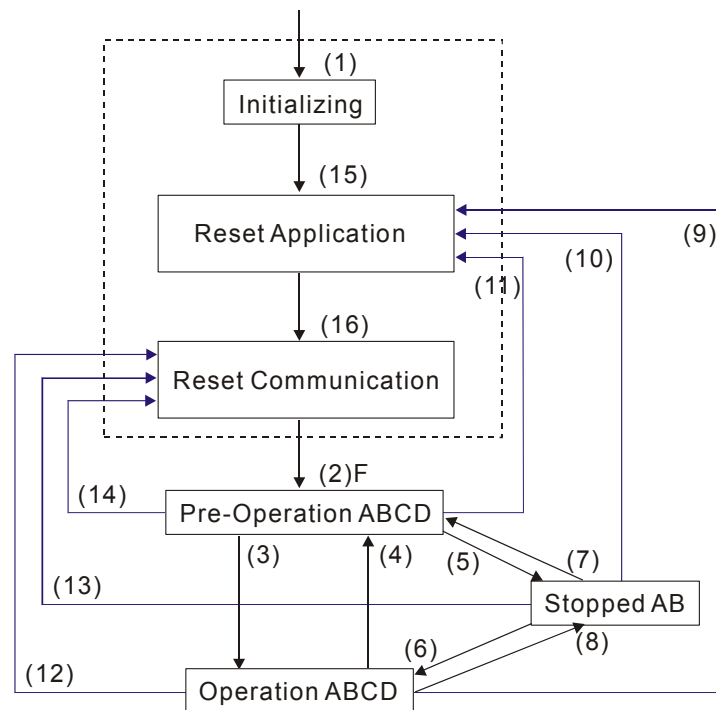 (1)
Initializing
(15)
Reset Application
(9)
(10)
(11)
(16)
Reset Communication
(2)F
(14)
Pre-Operation ABCD
(3)
(4)
(5)
(7)
(13)
Stopped AB
(6)
(8)
(12)
Operation ABCD